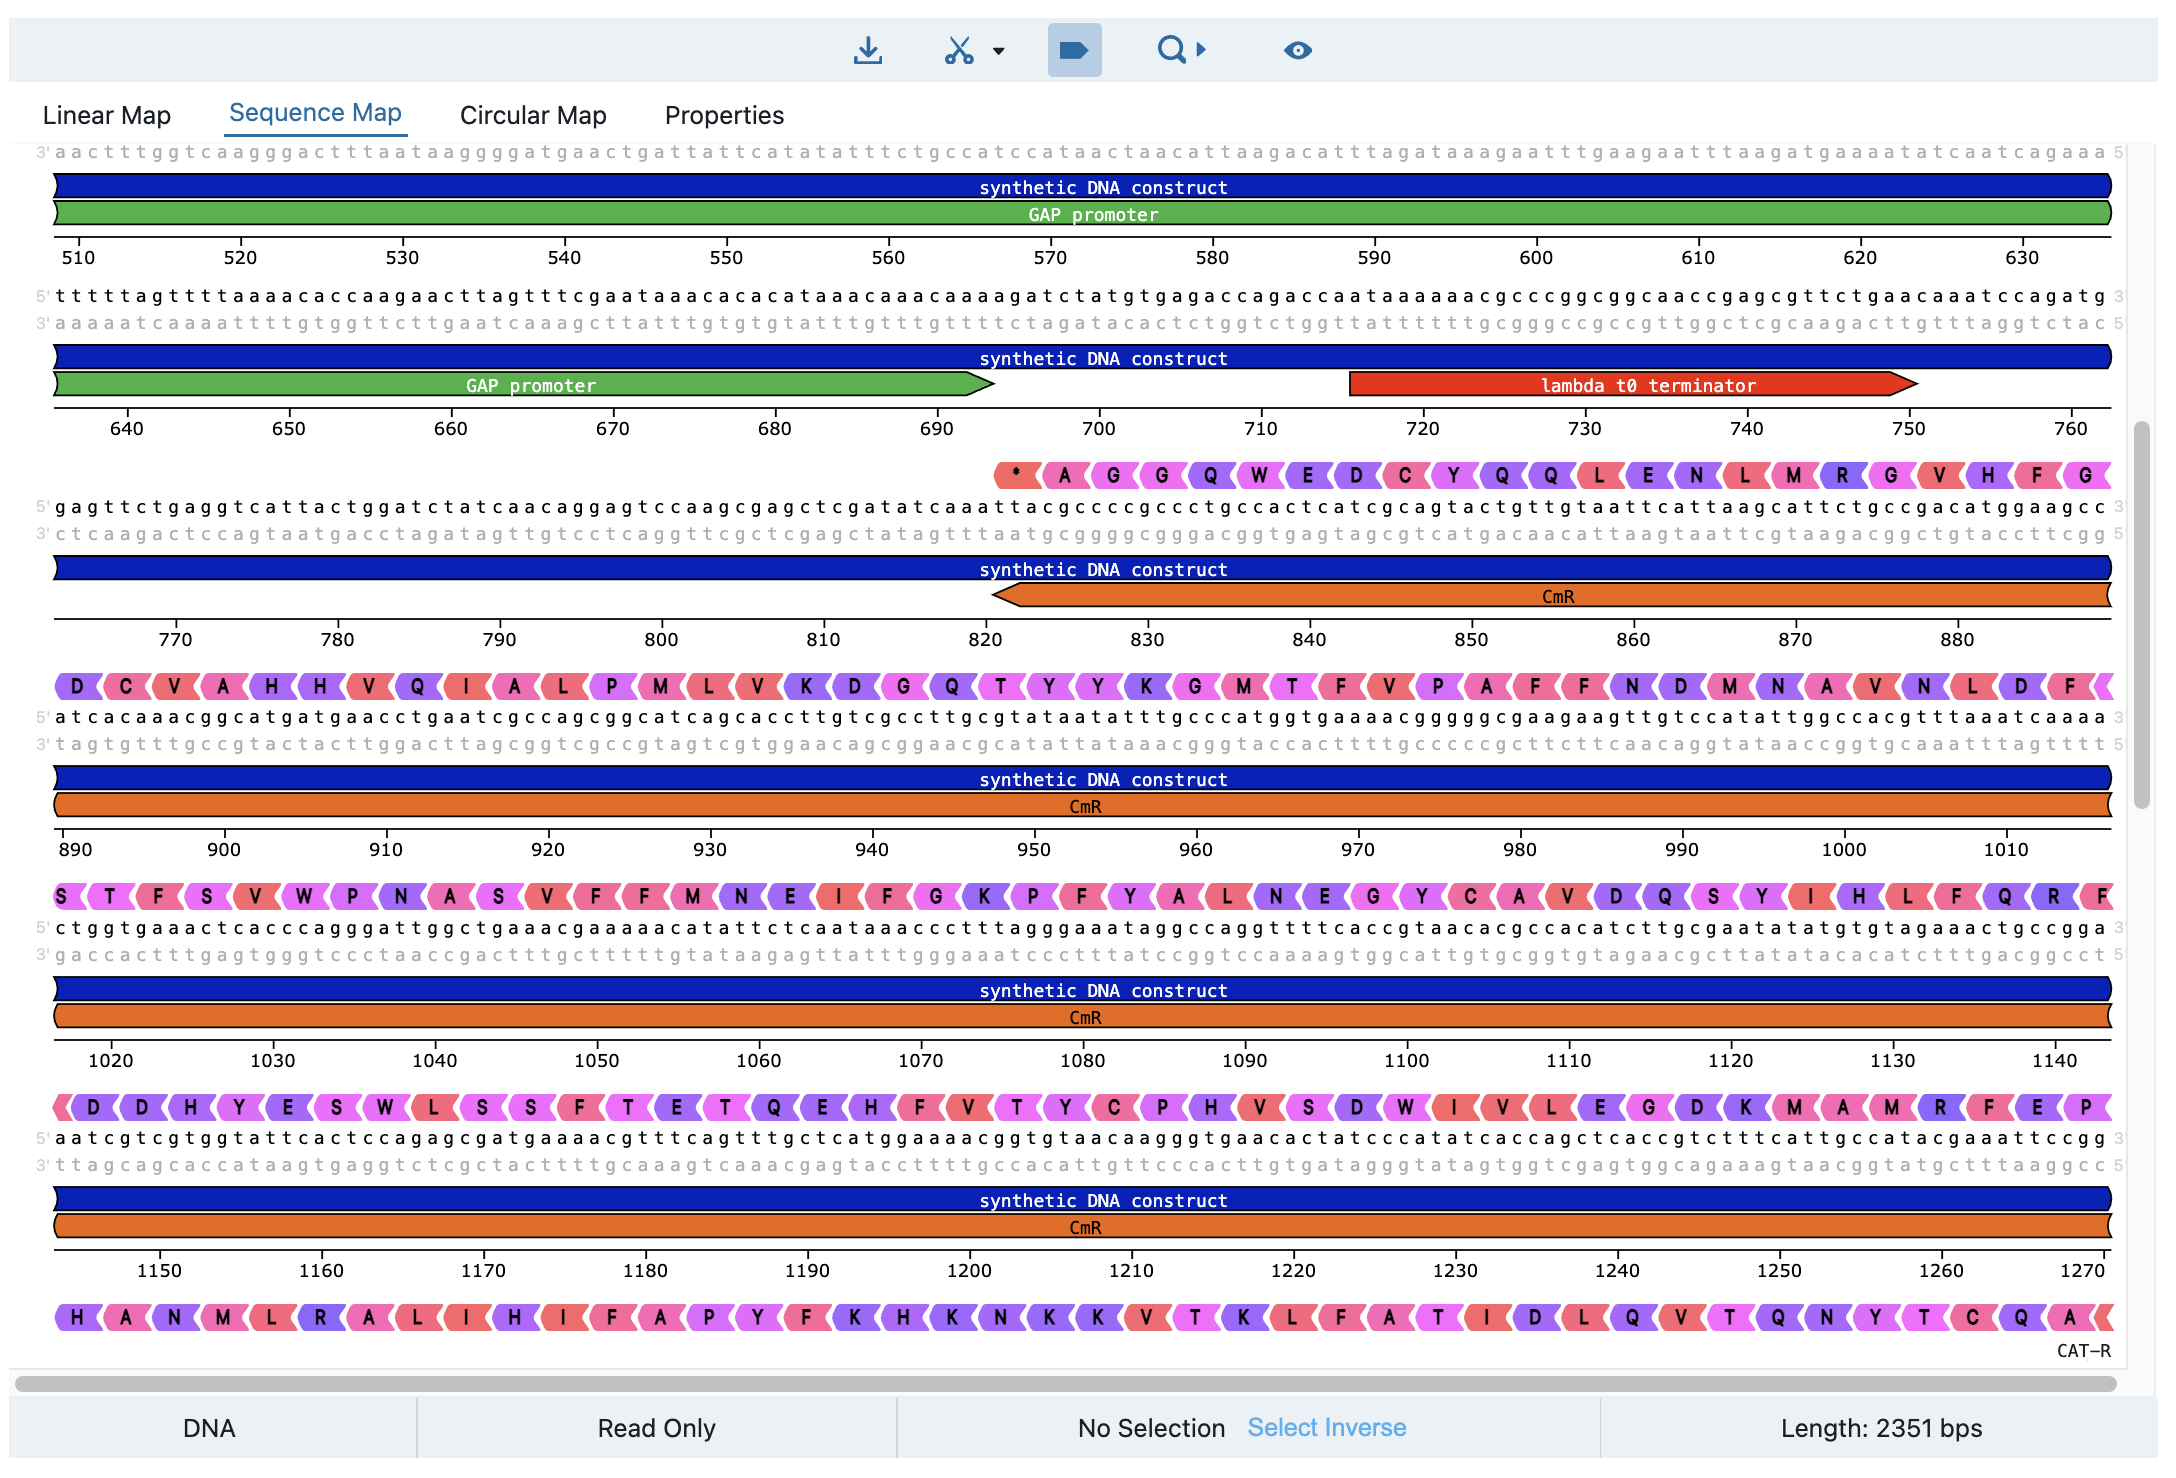 Linear Map Sequence Map Circular Map Properties
3' aactttggtcaagggactttaataaggggatgaactgattattcatatatttctgccatccataactaacattaagacatttagataaagaatttgaagaatttaagatgaaaatatcaatcagaaa 5'
synthetic DNA construct
GAP promoter
510 520 530 540 550 560 570 580 590 600 610 620 630
5' tttttagttttaaaacaccaagaacttagtttcgaataaacacacataaacaaacaaaagatctatgtgagaccagaccaataaaaaacgcccggcggcaaccgagcgttctgaacaaatccagatg 3'
3' aaaaatcaaaattttgtggttcttgaatcaaagcttatttgtgtgtatttgtttgttttctagatacactctggtctggttattttttgcgggccgccgttggctcgcaagacttgtttaggtctac 5'
synthetic DNA construct
GAP promoter lambda t0 terminator
640 650 660 670 680 690 700 710 720 730 740 750 760
* A G G Q W E D C Y Q Q L E N L M R G V H F G
5' gagttctgaggtcattactggatctatcaacaggagtccaagcgagctcgatatcaaattacgccccgccctgccactcatcgcagtactgttgtaattcattaagcattctgccgacatggaagcc 3'
3' ctcaagactccagtaatgacctagatagttgtcctcaggttcgctcgagctatagtttaatgcggggcgggacggtgagtagcgtcatgacaacattaagtaattcgtaagacggctgtaccttcgg 5'
synthetic DNA construct
CmR
770 780 790 800 810 820 830 840 850 860 870 880
D C V A H H V Q I A L P M L V K D G Q T Y Y K G M T F V P A F F N D M N A V N L D F
5' atcacaaacggcatgatgaacctgaatcgccagcggcatcagcaccttgtcgccttgcgtataatatttgcccatggtgaaaacgggggcgaagaagttgtccatattggccacgtttaaatcaaaa 3'
3' tagtgtttgccgtactacttggacttagcggtcgccgtagtcgtggaacagcggaacgcatattataaacgggtaccacttttgcccccgcttcttcaacaggtataaccggtgcaaatttagtttt 5'
synthetic DNA construct
CmR
890 900 910 920 930 940 950 960 970 980 990 1000 1010
S T F S V W P N A S V F F M N E I F G K P F Y A L N E G Y C A V D Q S Y I H L F Q R F
5' ctggtgaaactcacccagggattggctgaaacgaaaaacatattctcaataaaccctttagggaaataggccaggttttcaccgtaacacgccacatcttgcgaatatatgtgtagaaactgccgga 3'
3' gaccactttgagtgggtccctaaccgactttgctttttgtataagagttatttgggaaatccctttatccggtccaaaagtggcattgtgcggtgtagaacgcttatatacacatctttgacggcct 5'
synthetic DNA construct
CmR
1020 1030 1040 1050 1060 1070 1080 1090 1100 1110 1120 1130 1140
D D H Y E S W L S S F T E T Q E H F V T Y C P H V S D W I V L E G D K M A M R F E P
5' aatcgtcgtggtattcactccagagcgatgaaaacgtttcagtttgctcatggaaaacggtgtaacaagggtgaacactatcccatatcaccagctcaccgtctttcattgccatacgaaattccgg 3'
3' ttagcagcaccataagtgaggtctcgctacttttgcaaagtcaaacgagtaccttttgccacattgttcccacttgtgatagggtatagtggtcgagtggcagaaagtaacggtatgctttaaggcc 5'
synthetic DNA construct
CmR
1150 1160 1170 1180 1190 1200 1210 1220 1230 1240 1250 1260 1270
H A N M L R A L I H I F A P Y F K H K N K K V T K L F A T I D L Q V T Q N Y T C Q A
CAT-R
DNA Read Only No Selection Select Inverse Length: 2351 bps